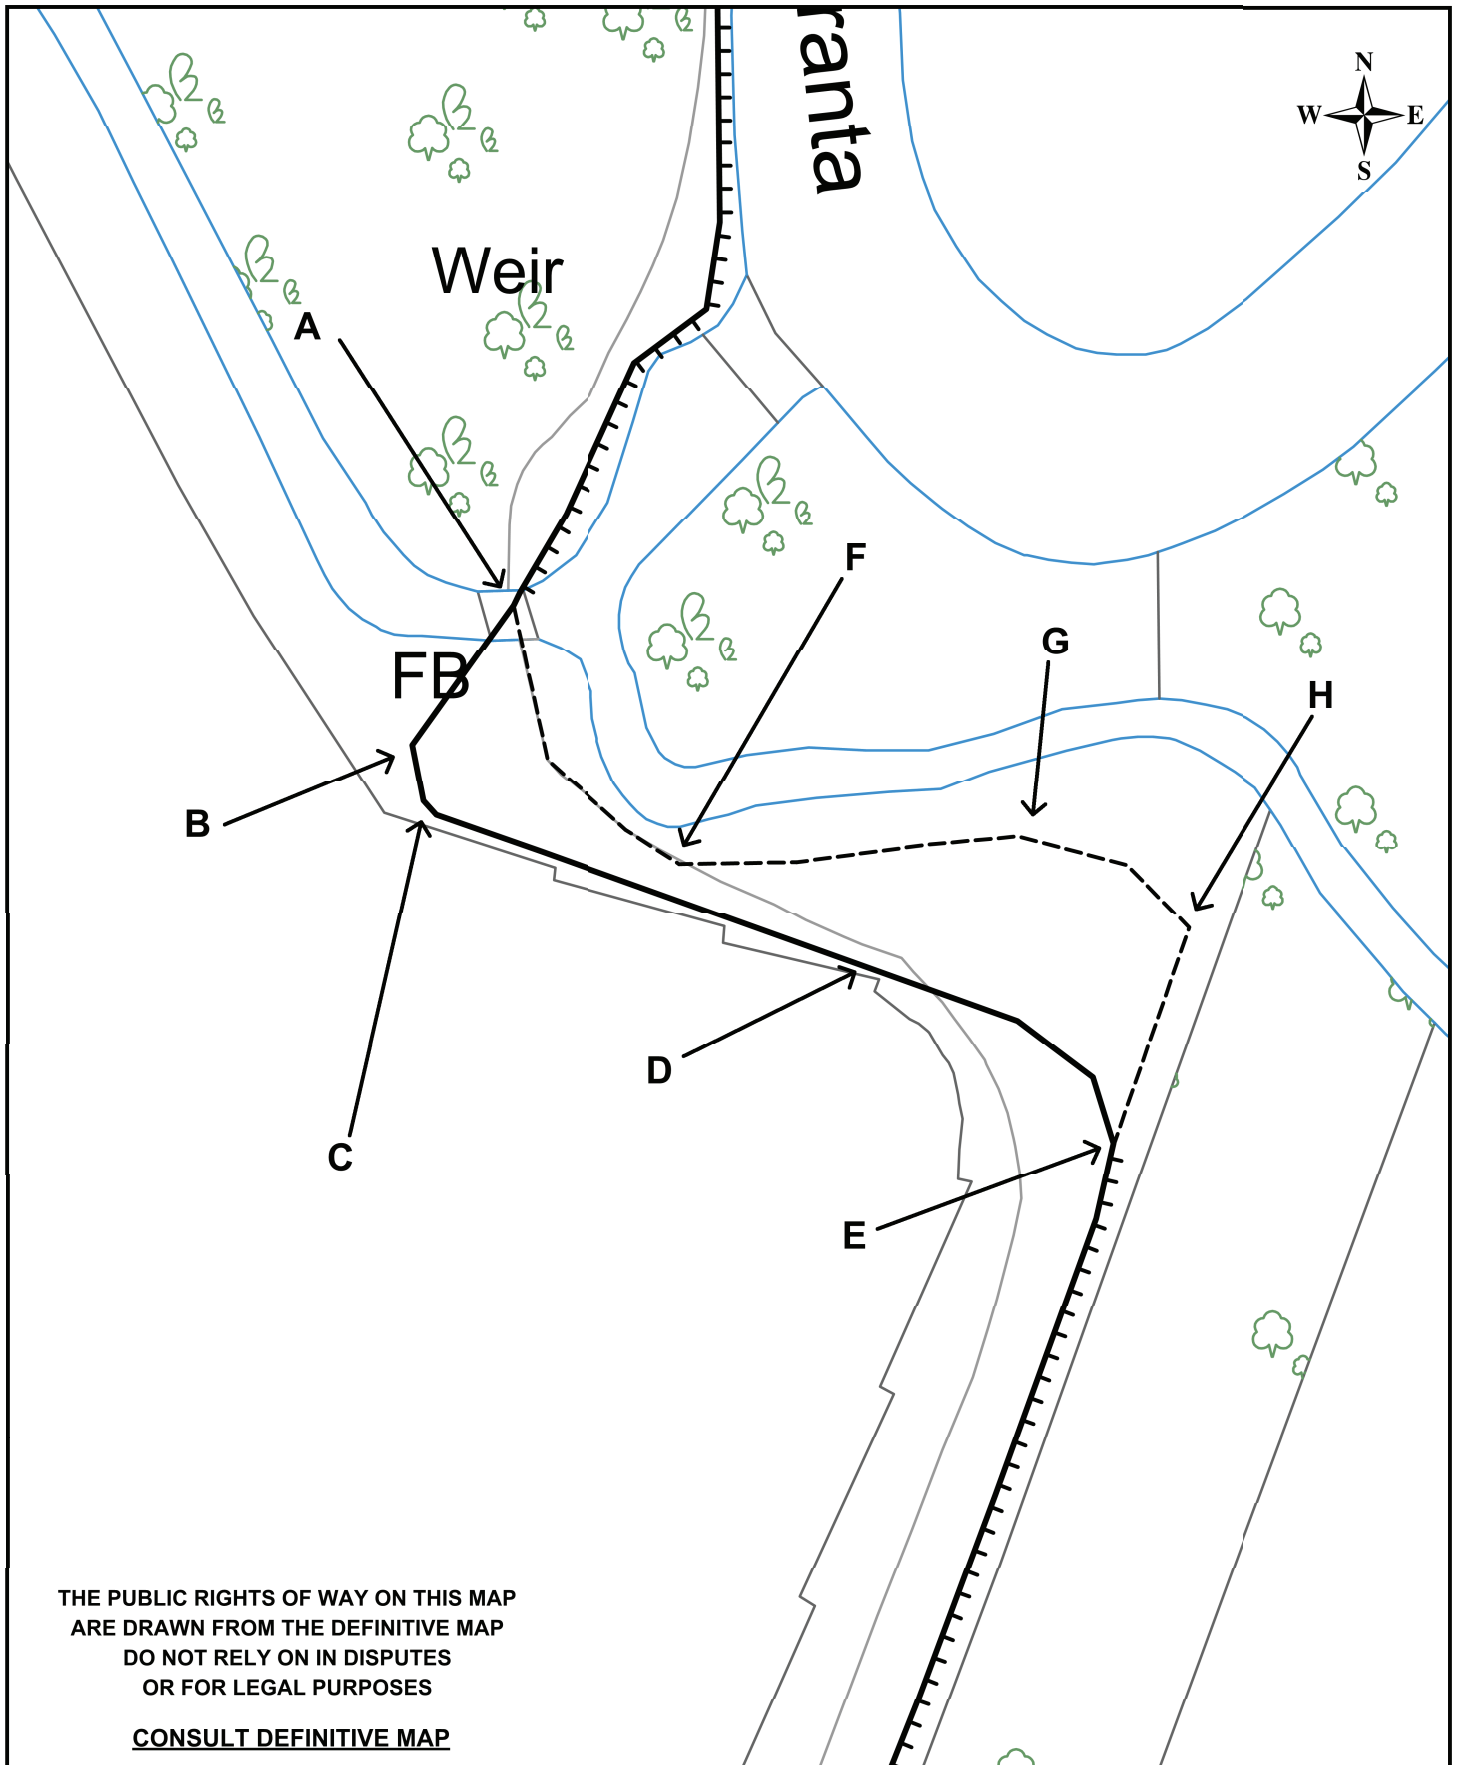 ranta
N
W E
S
Weir
A
F
G
H
FB
B
D
C
E
THE PUBLIC RIGHTS OF WAY ON THIS MAP
ARE DRAWN FROM THE DEFINITIVE MAP
DO NOT RELY ON IN DISPUTES
OR FOR LEGAL PURPOSES
CONSULT DEFINITIVE MAP